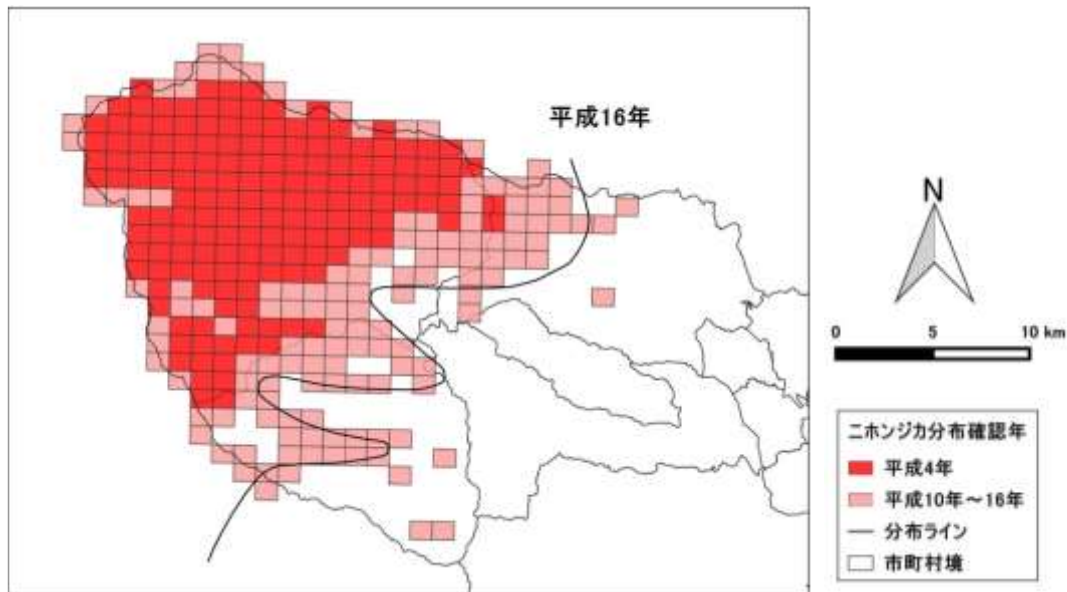 平成16年
N
0 5 10 km
ニホンジカ分布確認年
平成4年
平成10年～16年
分布ライン
市町村境